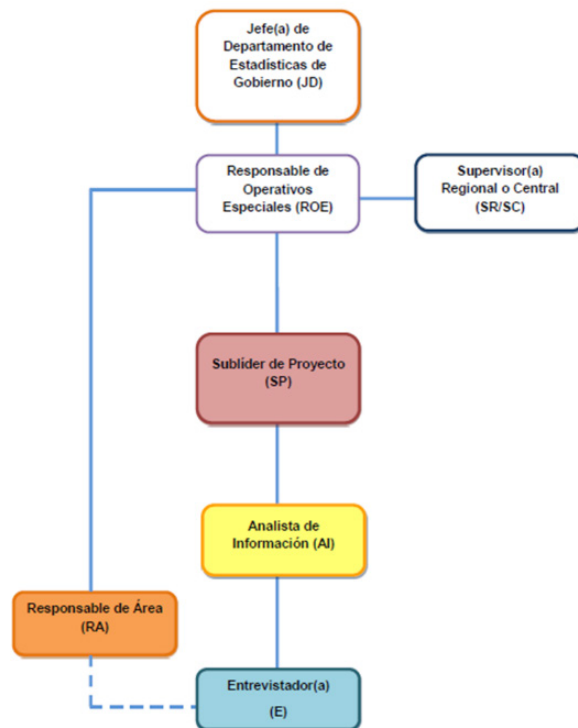 Jefe(a) de
Departamento de
Estadísticas de
Gobierno (JD)
Responsable de
Operativos
Especiales (ROE)
Supervisor(a)
Regional o Central
(SR/SC)
Sublíder de Proyecto
(SP)
Analista de
Información (AI)
Responsable de Área
(RA)
Entrevistador(a)
(E)